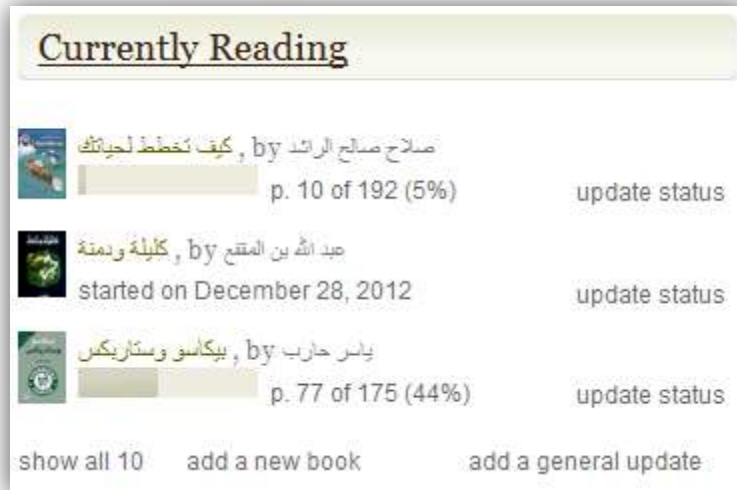 Currently Reading
كيف تخطط لحياتك, by صلاح صالح الراشد
p. 10 of 192 (5%) update status
كليلة ودمنة, by عبد الله بن المقفع
started on December 28, 2012 update status
بيكاسو وستاربكس, by ياسر حارب
p. 77 of 175 (44%) update status
show all 10 add a new book add a general update